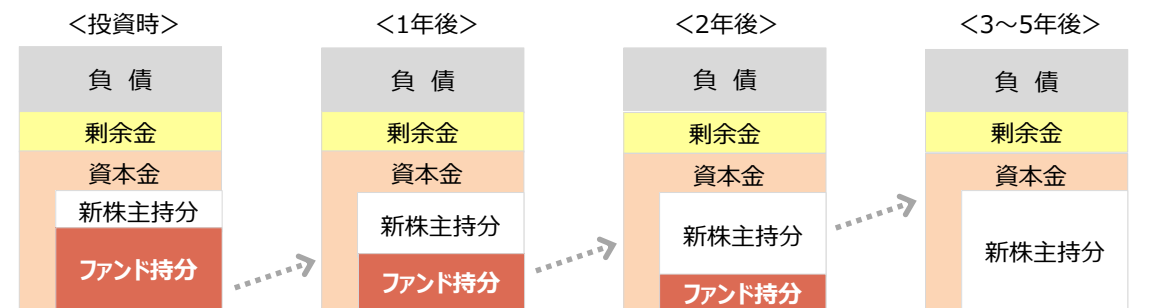 ＜投資時＞
負 債
剰余金
資本金
新株主持分
ファンド持分
＜1年後＞
負 債
剰余金
資本金
新株主持分
ファンド持分
＜2年後＞
負 債
剰余金
資本金
新株主持分
ファンド持分
＜3～5年後＞
負 債
剰余金
資本金
新株主持分